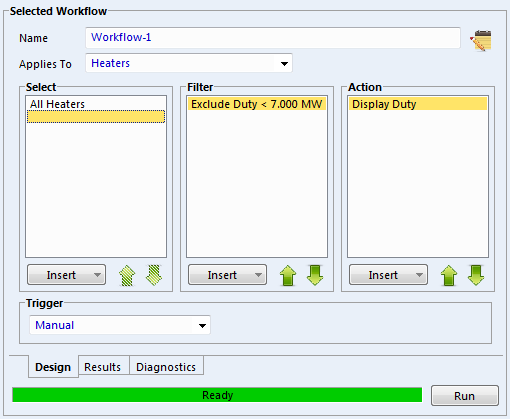 Selected Workflow
Name Workflow-1
Applies To Heaters
Select Filter Action
All Heaters Exclude Duty < 7.000 MW Display Duty
Insert Insert Insert
Trigger
Manual
Design Results Diagnostics
Ready Run